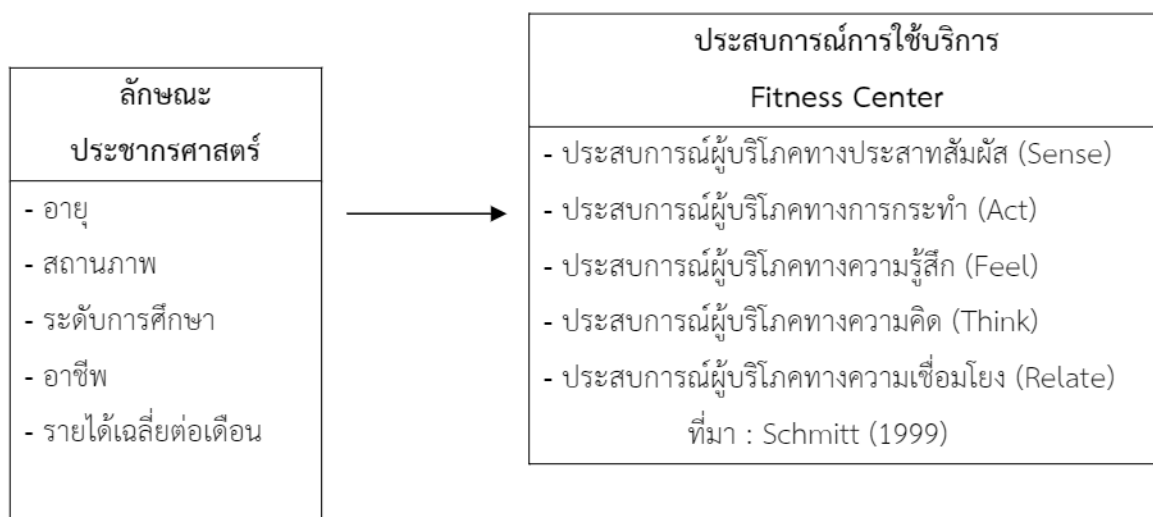 ลักษณะ
ประชากรศาสตร์
- อายุ
- สถานภาพ
- ระดับการศึกษา
- อาชีพ
- รายได้เฉลี่ยต่อเดือน
ประสบการณ์การใช้บริการ
Fitness Center
- ประสบการณ์ผู้บริโภคทางประสาทสัมผัส (Sense)
- ประสบการณ์ผู้บริโภคทางการกระทำ (Act)
- ประสบการณ์ผู้บริโภคทางความรู้สึก (Feel)
- ประสบการณ์ผู้บริโภคทางความคิด (Think)
- ประสบการณ์ผู้บริโภคทางความเชื่อมโยง (Relate)
ที่มา : Schmitt (1999)